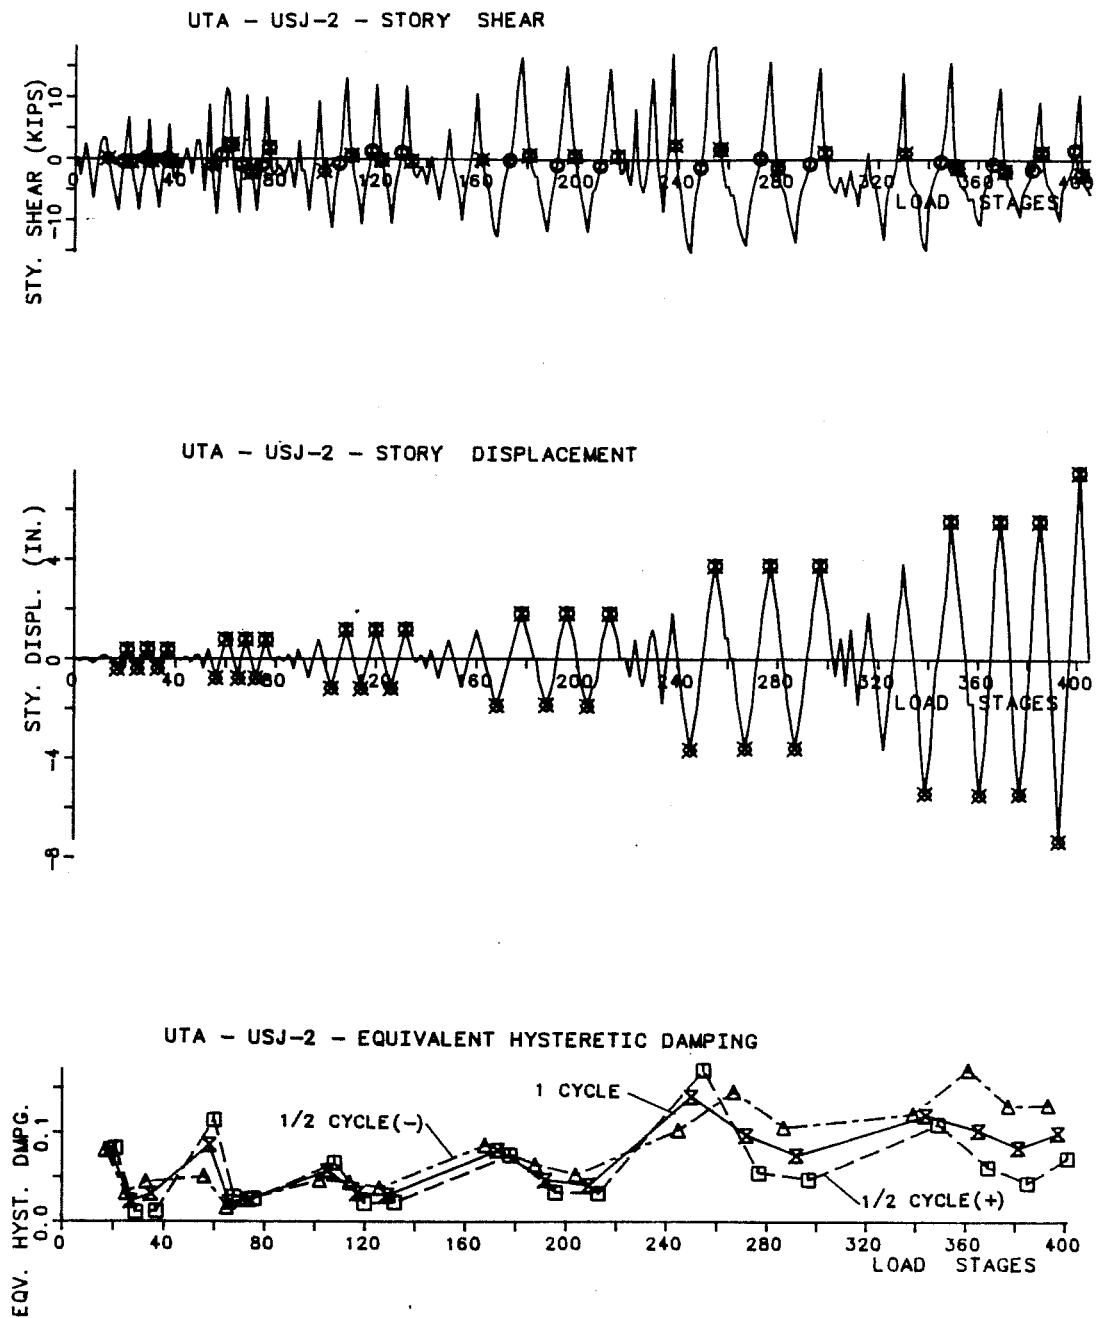 UTA - USJ-2 - STORY SHEAR
STY. SHEAR (KIPS)
10
0
-10
0 40 80 120 160 200 240 280 320 360 400
LOAD STAGES
UTA - USJ-2 - STORY DISPLACEMENT
STY. DISPL. (IN.)
4
0
-4
-8
0 40 80 120 160 200 240 280 320 360 400
LOAD STAGES
UTA - USJ-2 - EQUIVALENT HYSTERETIC DAMPING
EQV. HYST. DMPG.
0.1
0.0
1/2 CYCLE(-)
1 CYCLE
1/2 CYCLE(+)
0 40 80 120 160 200 240 280 320 360 400
LOAD STAGES